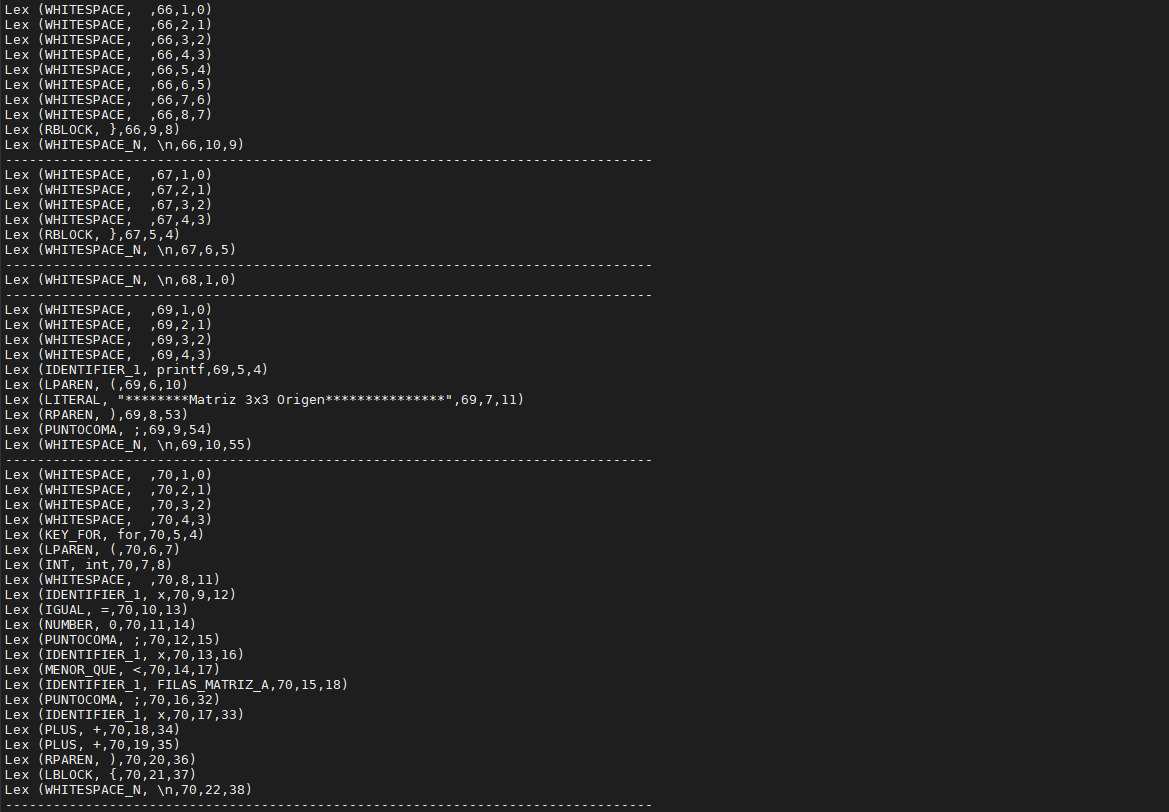 Lex (WHITESPACE,  ,66,1,0)
Lex (WHITESPACE,  ,66,2,1)
Lex (WHITESPACE,  ,66,3,2)
Lex (WHITESPACE,  ,66,4,3)
Lex (WHITESPACE,  ,66,5,4)
Lex (WHITESPACE,  ,66,6,5)
Lex (WHITESPACE,  ,66,7,6)
Lex (WHITESPACE,  ,66,8,7)
Lex (RBLOCK, },66,9,8)
Lex (WHITESPACE_N, \n,66,10,9)
---------------------------------------------------------------------------------
Lex (WHITESPACE,  ,67,1,0)
Lex (WHITESPACE,  ,67,2,1)
Lex (WHITESPACE,  ,67,3,2)
Lex (WHITESPACE,  ,67,4,3)
Lex (RBLOCK, },67,5,4)
Lex (WHITESPACE_N, \n,67,6,5)
---------------------------------------------------------------------------------
Lex (WHITESPACE_N, \n,68,1,0)
---------------------------------------------------------------------------------
Lex (WHITESPACE,  ,69,1,0)
Lex (WHITESPACE,  ,69,2,1)
Lex (WHITESPACE,  ,69,3,2)
Lex (WHITESPACE,  ,69,4,3)
Lex (IDENTIFIER_1, printf,69,5,4)
Lex (LPAREN, (,69,6,10)
Lex (LITERAL, "********Matriz 3x3 Origen***************",69,7,11)
Lex (RPAREN, ),69,8,53)
Lex (PUNTOCOMA, ;,69,9,54)
Lex (WHITESPACE_N, \n,69,10,55)
---------------------------------------------------------------------------------
Lex (WHITESPACE,  ,70,1,0)
Lex (WHITESPACE,  ,70,2,1)
Lex (WHITESPACE,  ,70,3,2)
Lex (WHITESPACE,  ,70,4,3)
Lex (KEY_FOR, for,70,5,4)
Lex (LPAREN, (,70,6,7)
Lex (INT, int,70,7,8)
Lex (WHITESPACE,  ,70,8,11)
Lex (IDENTIFIER_1, x,70,9,12)
Lex (IGUAL, =,70,10,13)
Lex (NUMBER, 0,70,11,14)
Lex (PUNTOCOMA, ;,70,12,15)
Lex (IDENTIFIER_1, x,70,13,16)
Lex (MENOR_QUE, <,70,14,17)
Lex (IDENTIFIER_1, FILAS_MATRIZ_A,70,15,18)
Lex (PUNTOCOMA, ;,70,16,32)
Lex (IDENTIFIER_1, x,70,17,33)
Lex (PLUS, +,70,18,34)
Lex (PLUS, +,70,19,35)
Lex (RPAREN, ),70,20,36)
Lex (LBLOCK, {,70,21,37)
Lex (WHITESPACE_N, \n,70,22,38)
---------------------------------------------------------------------------------